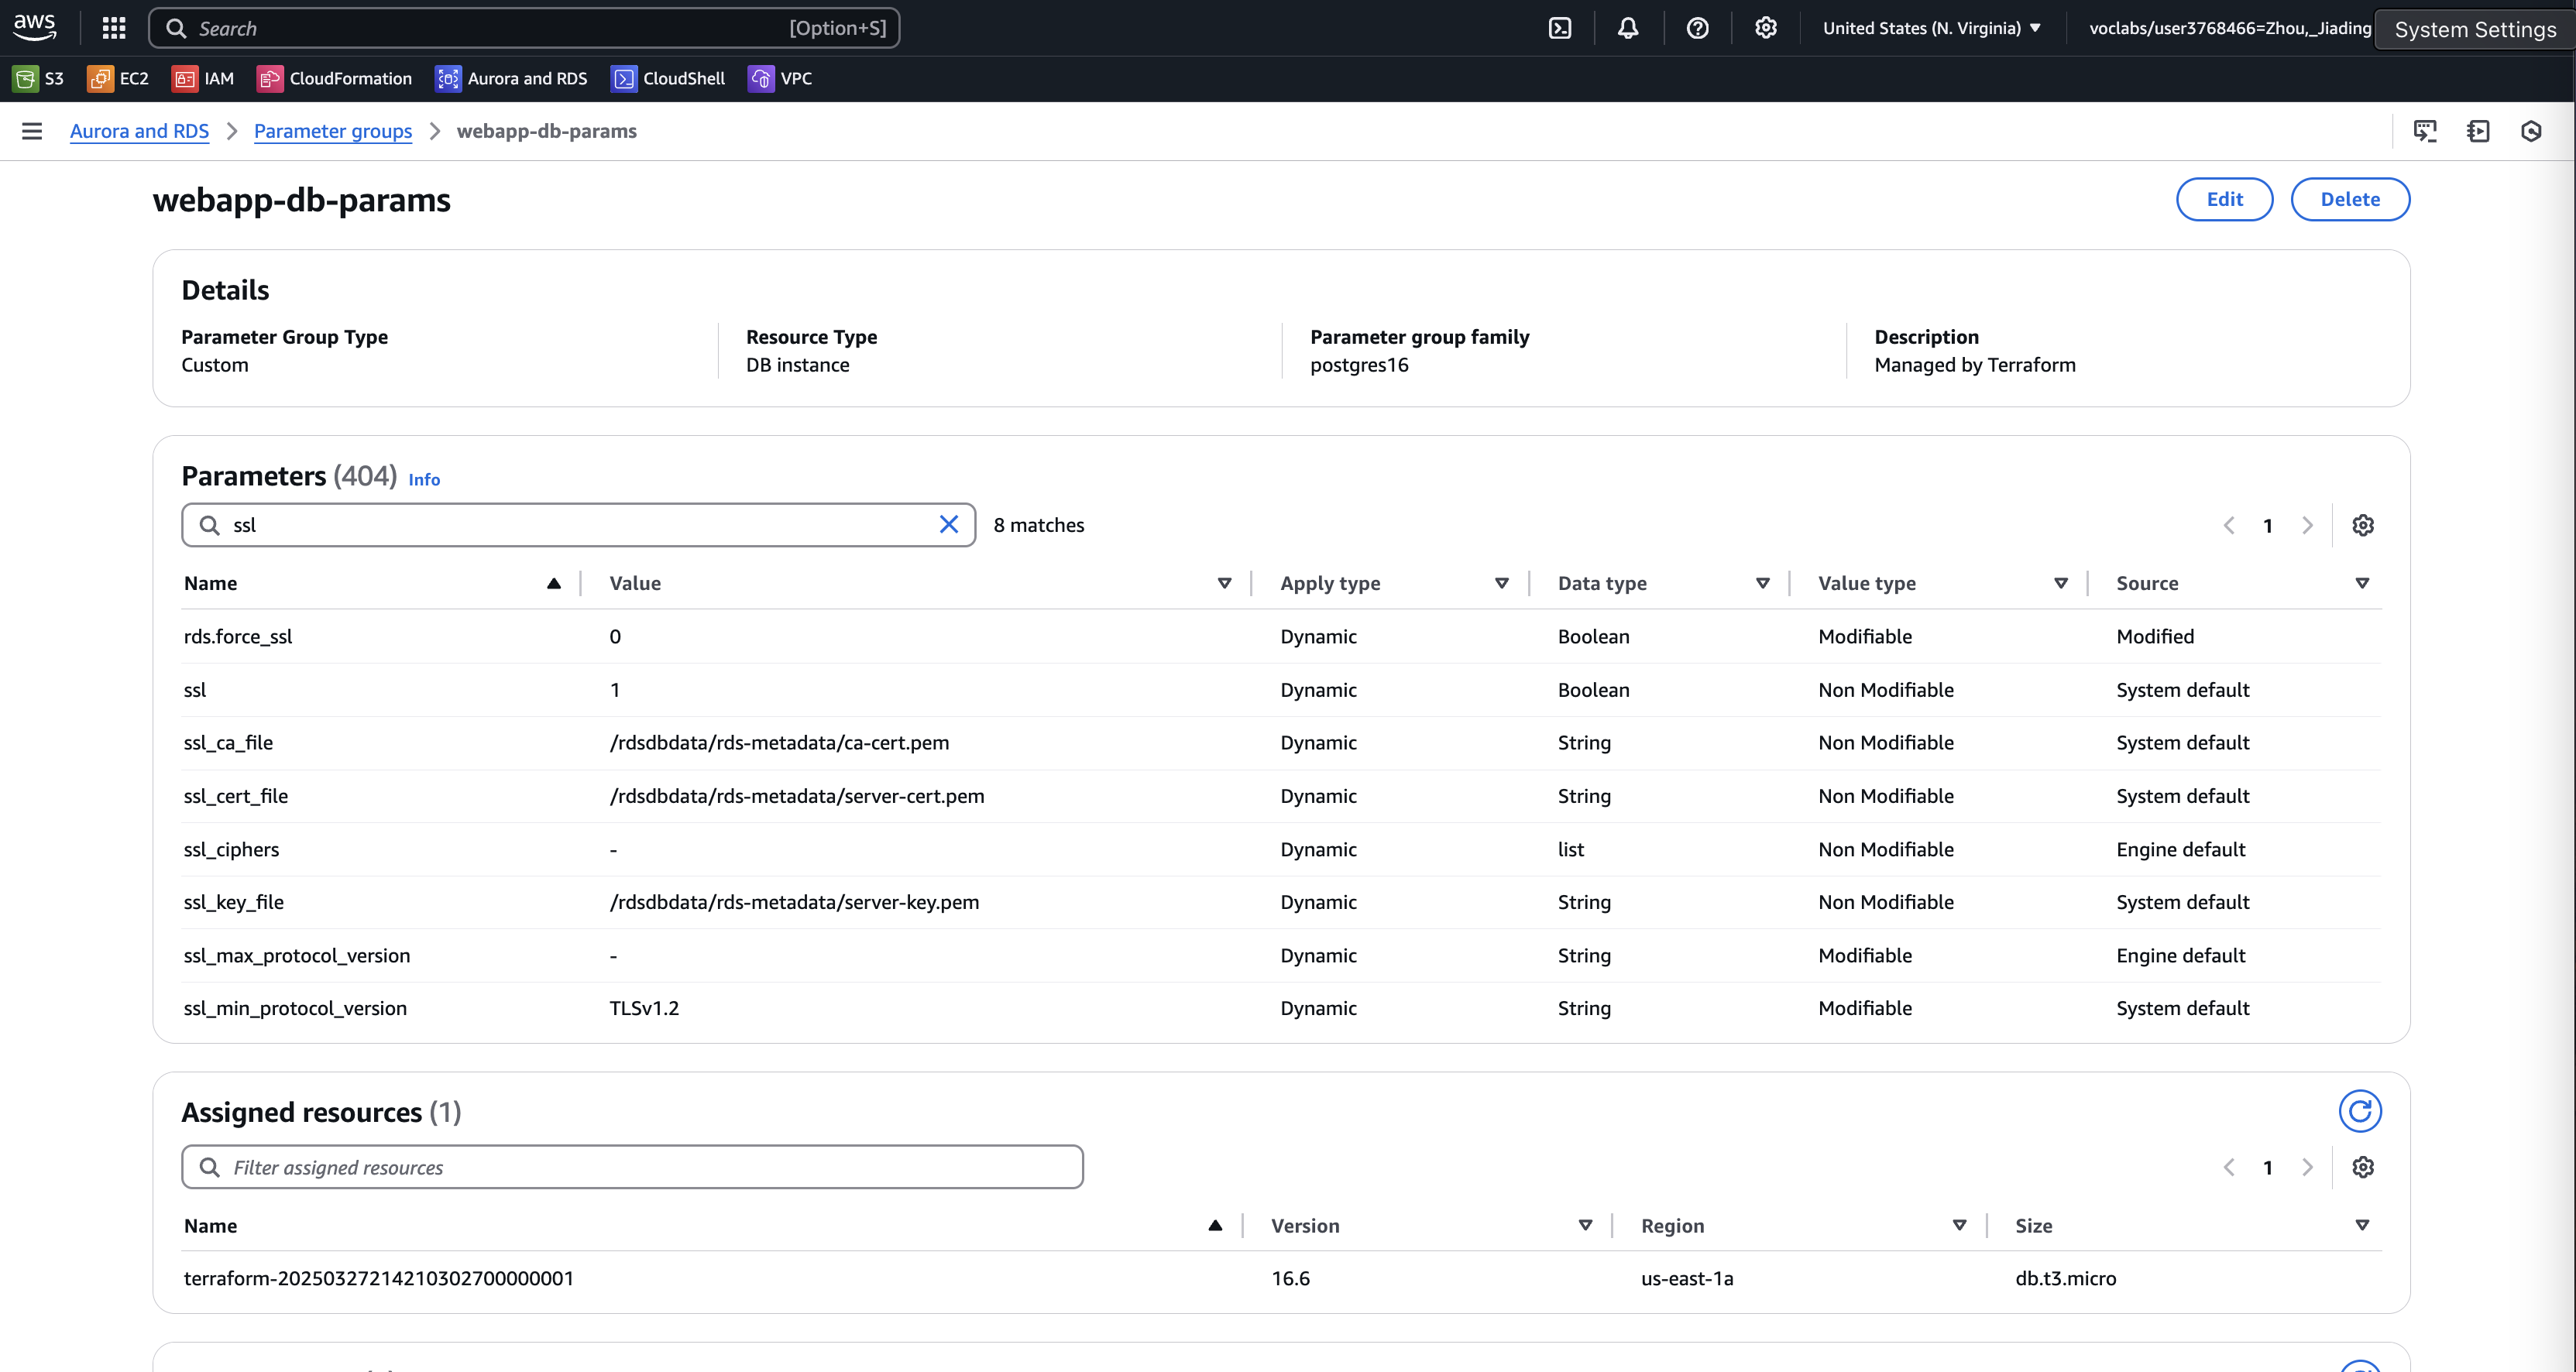 aws Search [Option+S] United States (N. Virginia) voclabs/user3768466=Zhou,_Jiading System Settings
S3 EC2 IAM CloudFormation Aurora and RDS CloudShell VPC
Aurora and RDS Parameter groups webapp-db-params
webapp-db-params Edit Delete
Details
Parameter Group Type Resource Type Parameter group family Description
Custom DB instance postgres16 Managed by Terraform
Parameters (404) Info
ssl 8 matches 1
Name Value Apply type Data type Value type Source
rds.force_ssl 0 Dynamic Boolean Modifiable Modified
ssl 1 Dynamic Boolean Non Modifiable System default
ssl_ca_file /rdsdbdata/rds-metadata/ca-cert.pem Dynamic String Non Modifiable System default
ssl_cert_file /rdsdbdata/rds-metadata/server-cert.pem Dynamic String Non Modifiable System default
ssl_ciphers - Dynamic list Non Modifiable Engine default
ssl_key_file /rdsdbdata/rds-metadata/server-key.pem Dynamic String Non Modifiable System default
ssl_max_protocol_version - Dynamic String Modifiable Engine default
ssl_min_protocol_version TLSv1.2 Dynamic String Modifiable System default
Assigned resources (1)
Filter assigned resources 1
Name Version Region Size
terraform-20250327214210302700000001 16.6 us-east-1a db.t3.micro